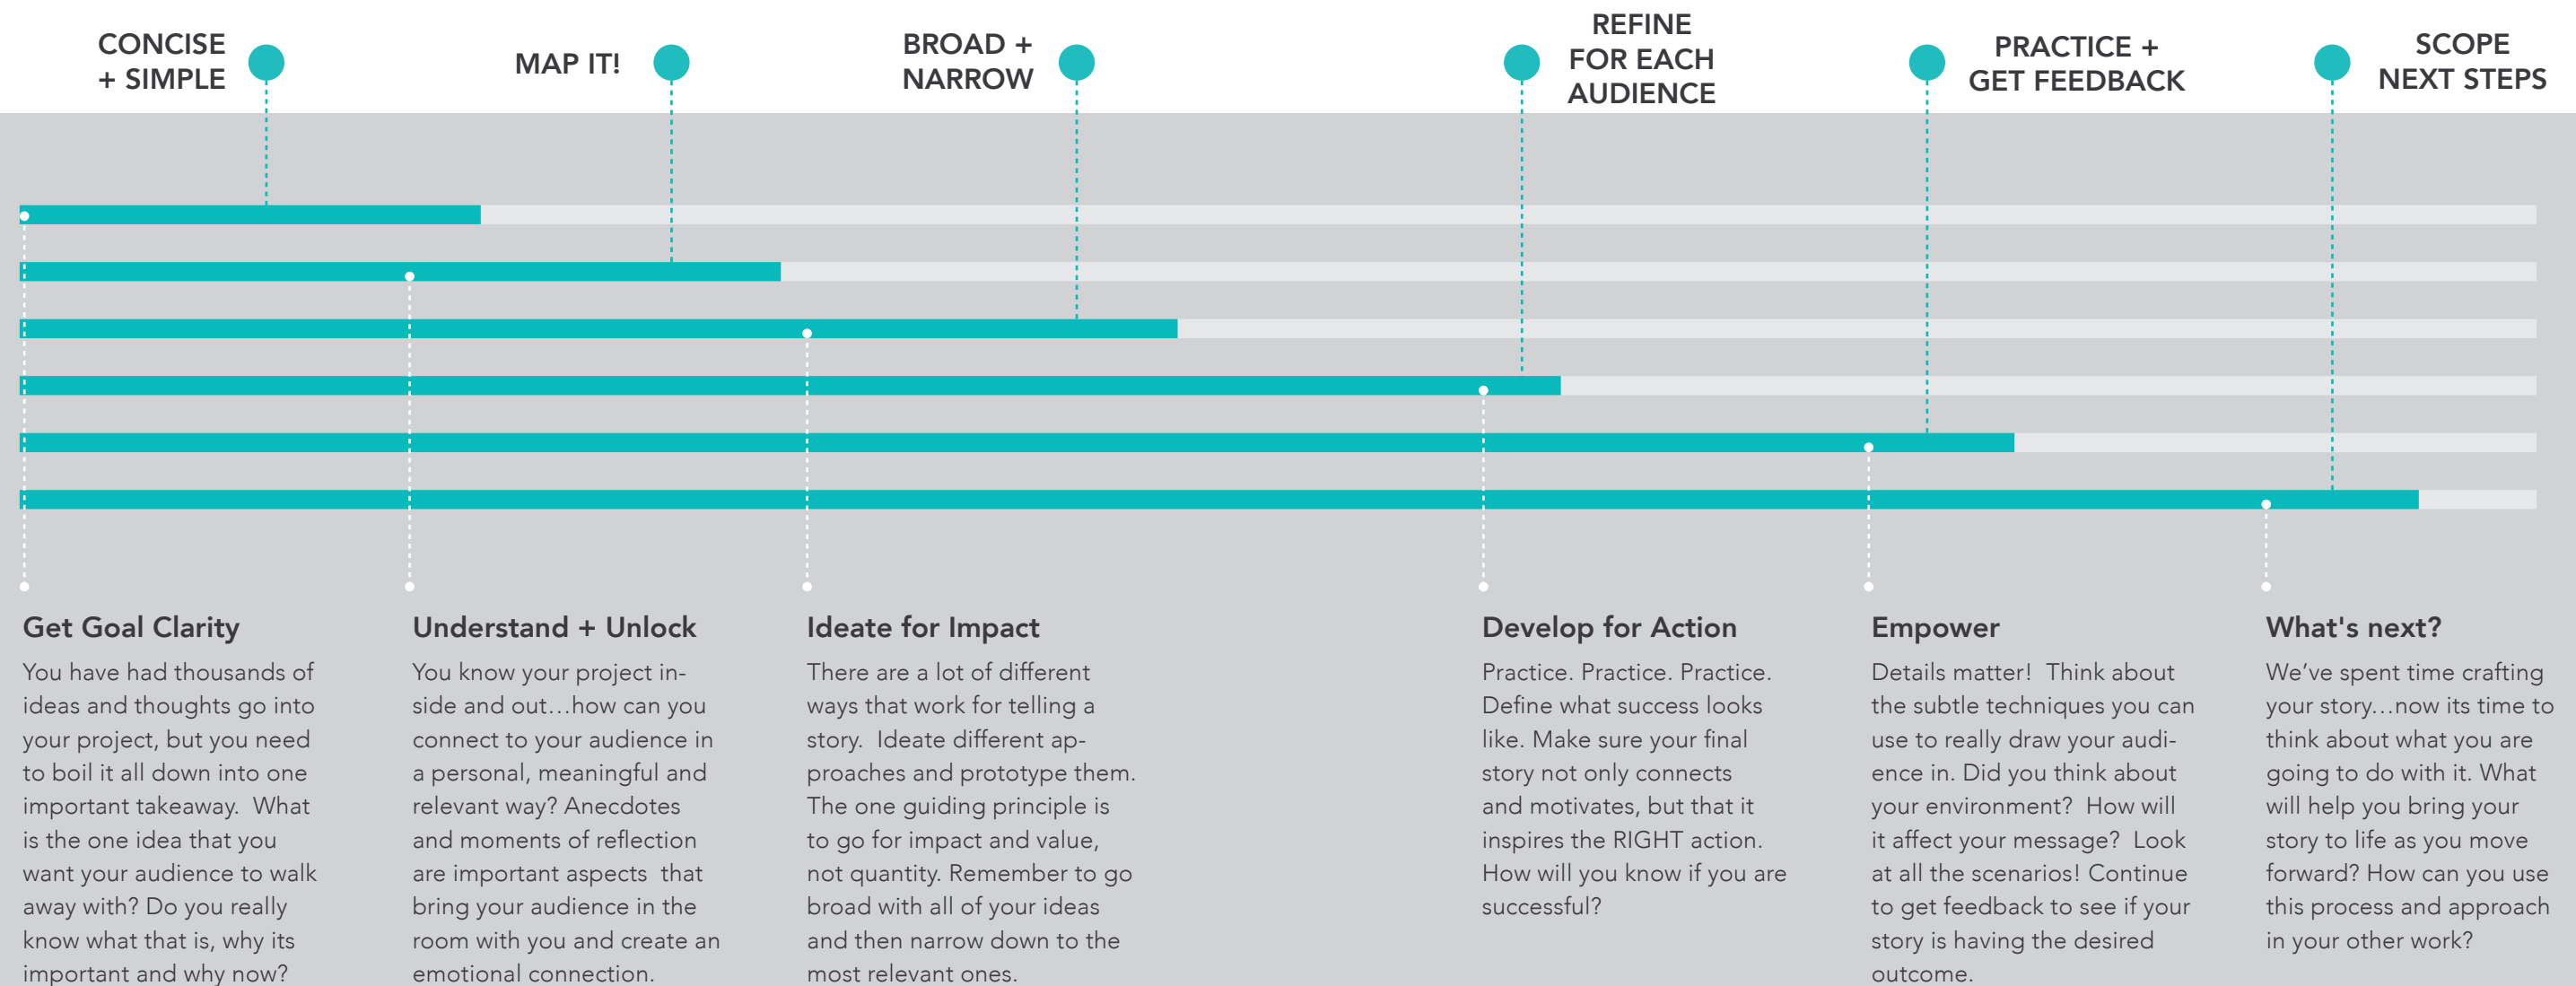 CONCISE
+ SIMPLE
MAP IT!
BROAD +
NARROW
REFINE
FOR EACH
AUDIENCE
PRACTICE +
GET FEEDBACK
SCOPE
NEXT STEPS
Get Goal Clarity
You have had thousands of
ideas and thoughts go into
your project, but you need
to boil it all down into one
important takeaway.  What
is the one idea that you
want your audience to walk
away with? Do you really
know what that is, why its
important and why now?
Understand + Unlock
You know your project in-
side and out…how can you
connect to your audience in
a personal, meaningful and
relevant way? Anecdotes
and moments of reflection
are important aspects  that
bring your audience in the
room with you and create an
emotional connection.
Ideate for Impact
There are a lot of different
ways that work for telling a
story.  Ideate different ap-
proaches and prototype them.
The one guiding principle is
to go for impact and value,
not quantity. Remember to go
broad with all of your ideas
and then narrow down to the
most relevant ones.
Develop for Action
Practice. Practice. Practice.
Define what success looks
like. Make sure your final
story not only connects
and motivates, but that it
inspires the RIGHT action.
How will you know if you are
successful?
Empower
Details matter!  Think about
the subtle techniques you can
use to really draw your audi-
ence in. Did you think about
your environment?  How will
it affect your message?  Look
at all the scenarios! Continue
to get feedback to see if your
story is having the desired
outcome.
What's next?
We’ve spent time crafting
your story…now its time to
think about what you are
going to do with it. What
will help you bring your
story to life as you move
forward? How can you use
this process and approach
in your other work?